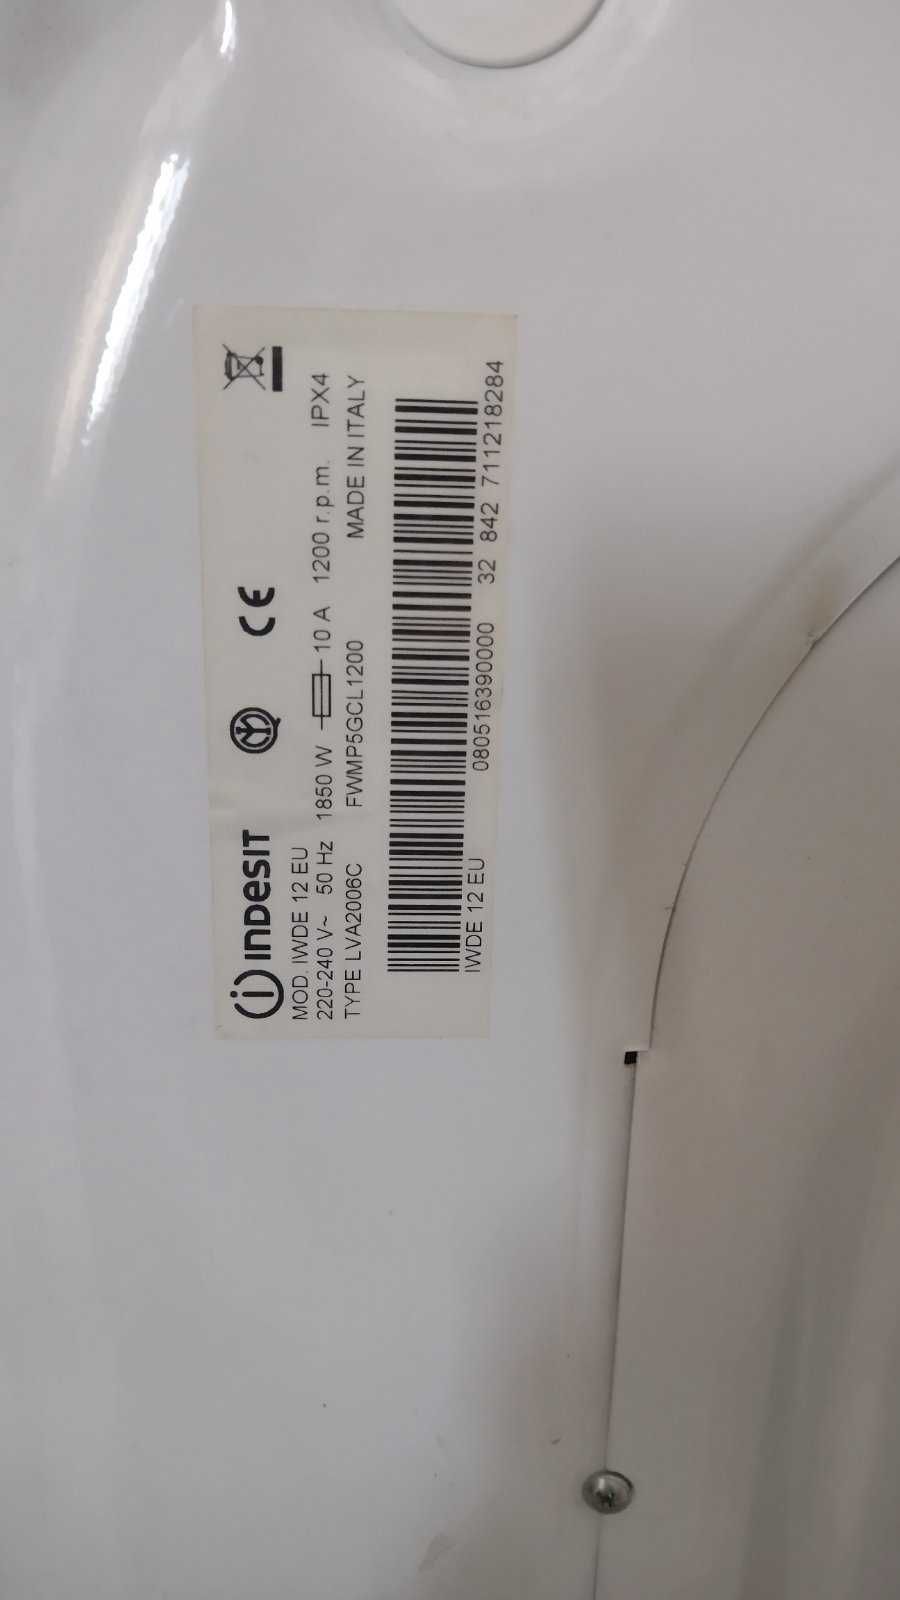 INDESIT
MOD. IWDE 12 EU
220-240 V~ 50 Hz 1850 W 10 A 1200 r.p.m. IPX4
TYPE LVA2006C FWMP5GCL1200 MADE IN ITALY
IWDE 12 EU 080516390000 32 842 711218284